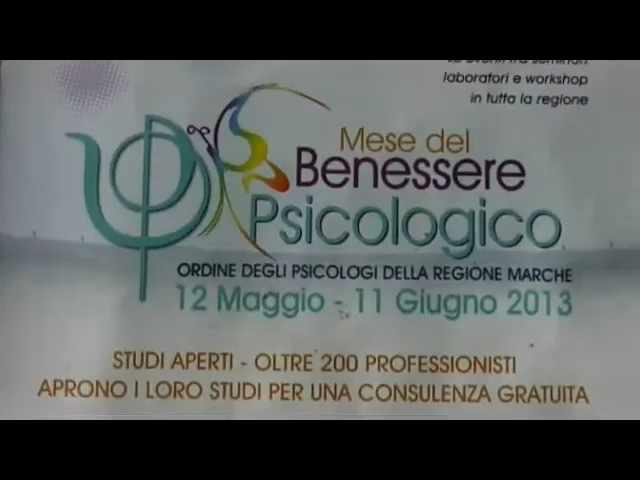 laboratori e workshop
in tutta la regione
Mese del
Benessere
Psicologico
ORDINE DEGLI PSICOLOGI DELLA REGIONE MARCHE
12 Maggio - 11 Giugno 2013
STUDI APERTI - OLTRE 200 PROFESSIONISTI
APRONO I LORO STUDI PER UNA CONSULENZA GRATUITA